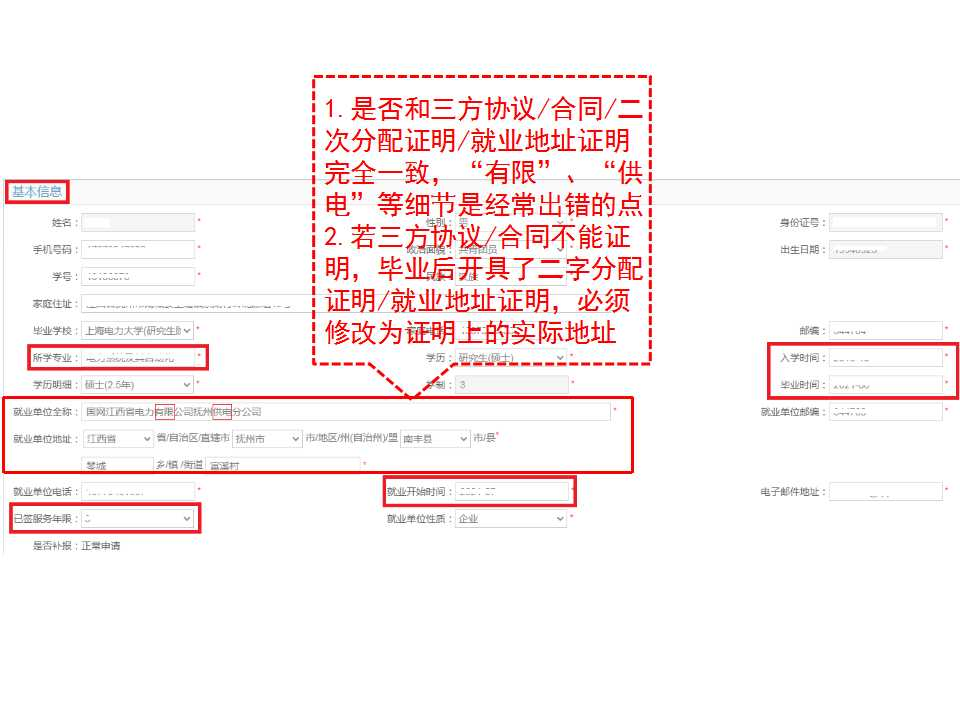 1.是否和三方协议/合同/二
次分配证明/就业地址证明
完全一致，“有限”、“供
电”等细节是经常出错的点
2.若三方协议/合同不能证
明，毕业后开具了二字分配
证明/就业地址证明，必须
修改为证明上的实际地址
基本信息
姓名： * 性别： 身份证号： *
手机号码： * 政治面貌： 共青团员 * 出生日期： *
学号： *
家庭住址：
毕业学校： 上海电力大学(研究生院 * 邮编： *
所学专业： * 学历： 研究生(硕士) * 入学时间： *
学历明细： 硕士(2.5年) * 学制： 3 * 毕业时间： *
就业单位全称： 国网江西省电力有限公司抚州供电分公司 * 就业单位邮编： *
就业单位地址： 江西省 省/自治区/直辖市 抚州市 市/地区/州(自治州)/盟 南丰县 市/县*
琴城 乡/镇 /街道 富溪村 *
就业单位电话： * 就业开始时间： * 电子邮件地址： *
已签服务年限： * 就业单位性质： 企业 *
是否补报：正常申请